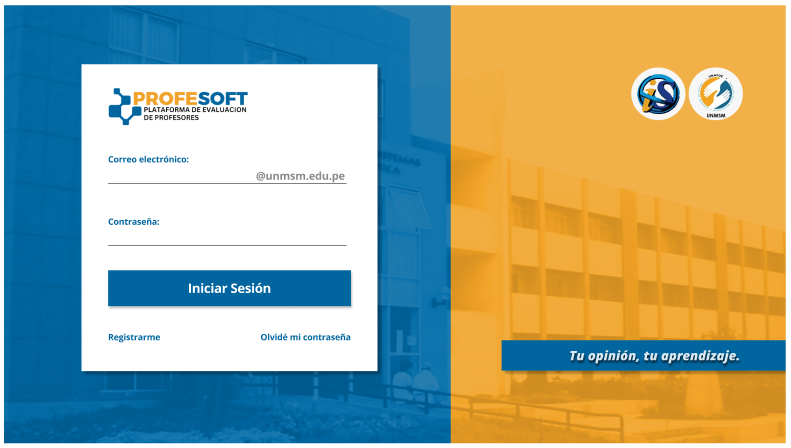 PROFESOFT
PLATAFORMA DE EVALUACION
DE PROFESORES
Correo electrónico:
@unmsm.edu.pe
Contraseña:
Iniciar Sesión
Registrarme
Olvidé mi contraseña
iS
UNMSM
Tu opinión, tu aprendizaje.